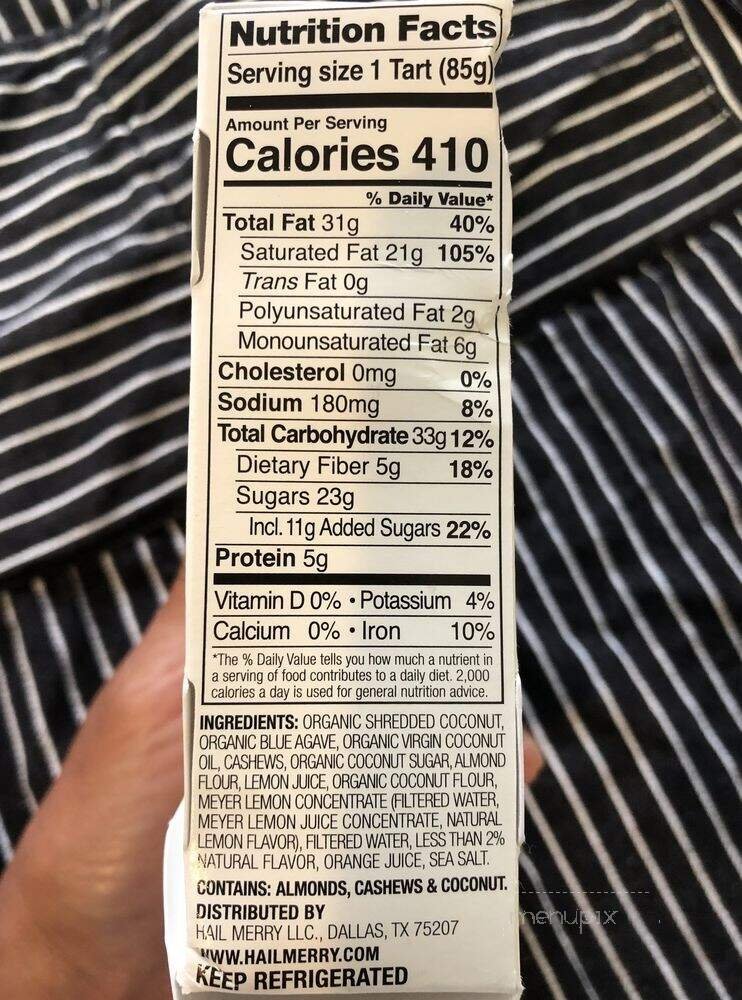 Nutrition Facts
Serving size 1 Tart (85g)
Amount Per Serving
Calories 410
% Daily Value*
Total Fat 31g 40%
Saturated Fat 21g 105%
Trans Fat 0g
Polyunsaturated Fat 2g
Monounsaturated Fat 6g
Cholesterol 0mg 0%
Sodium 180mg 8%
Total Carbohydrate 33g 12%
Dietary Fiber 5g 18%
Sugars 23g
Incl. 11g Added Sugars 22%
Protein 5g
Vitamin D 0% • Potassium 4%
Calcium 0% • Iron 10%
*The % Daily Value tells you how much a nutrient in
a serving of food contributes to a daily diet. 2,000
calories a day is used for general nutrition advice.
INGREDIENTS: ORGANIC SHREDDED COCONUT,
ORGANIC BLUE AGAVE, ORGANIC VIRGIN COCONUT
OIL, CASHEWS, ORGANIC COCONUT SUGAR, ALMOND
FLOUR, LEMON JUICE, ORGANIC COCONUT FLOUR,
MEYER LEMON CONCENTRATE (FILTERED WATER,
MEYER LEMON JUICE CONCENTRATE, NATURAL
LEMON FLAVOR), FILTERED WATER, LESS THAN 2%
NATURAL FLAVOR, ORANGE JUICE, SEA SALT.
CONTAINS: ALMONDS, CASHEWS & COCONUT.
DISTRIBUTED BY
HAIL MERRY LLC., DALLAS, TX 75207
WWW.HAILMERRY.COM
KEEP REFRIGERATED
menupix